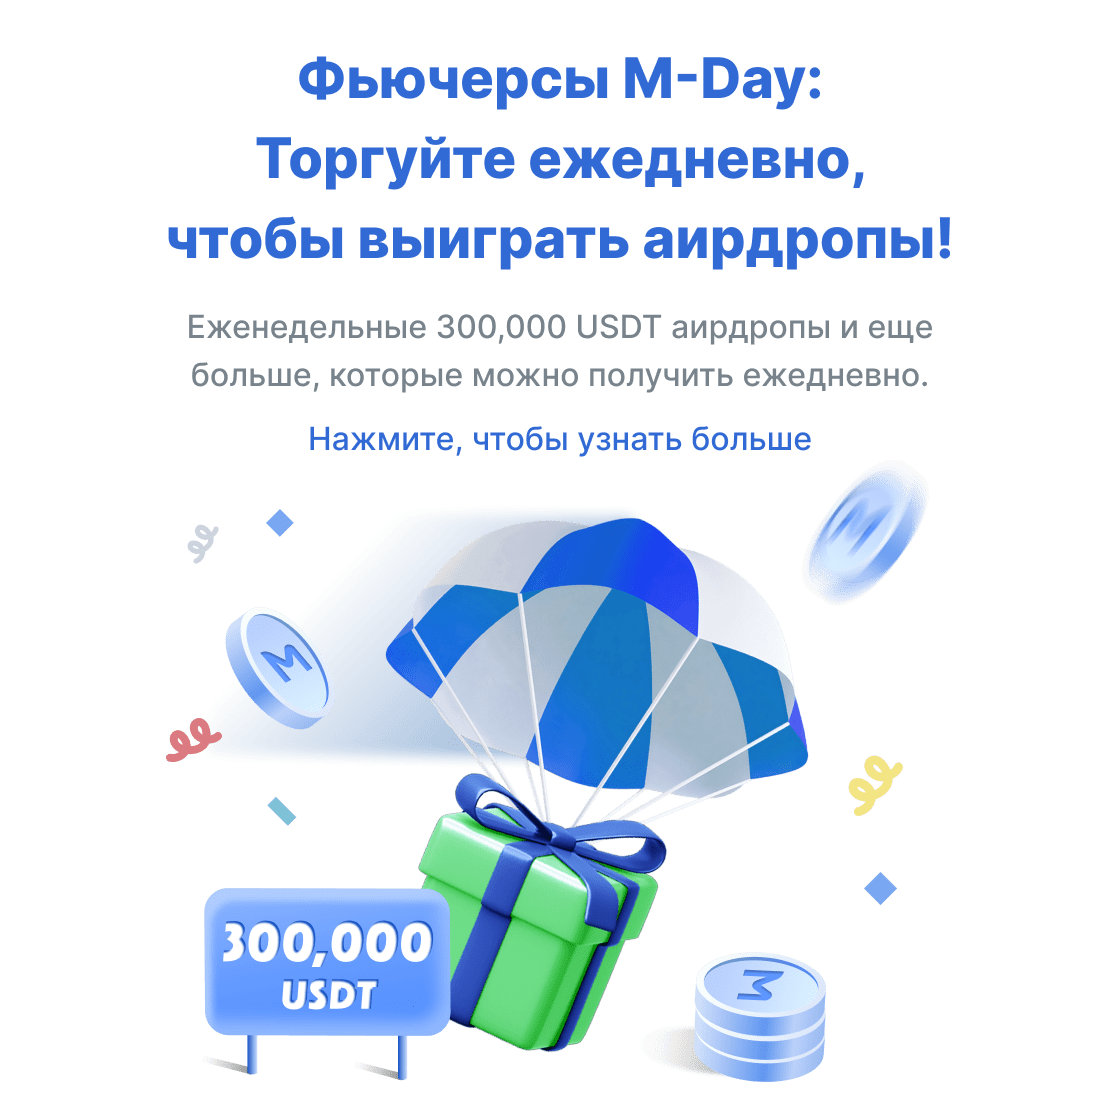 Фьючерсы M-Day:
Торгуйте ежедневно,
чтобы выиграть аирдропы!
Еженедельные 300,000 USDT аирдропы и еще
больше, которые можно получить ежедневно.
Нажмите, чтобы узнать больше
M
M
300,000
USDT
M